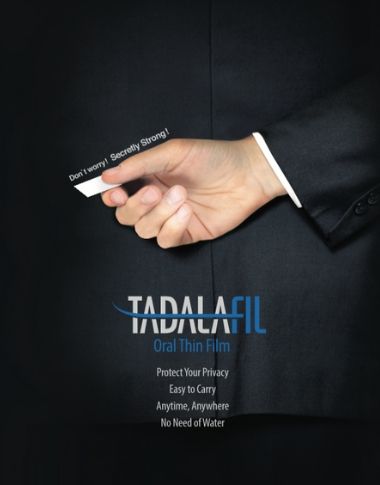 Don't worry! Secretly Strong!
TADALAFIL
Oral Thin Film
Protect Your Privacy
Easy to Carry
Anytime, Anywhere
No Need of Water